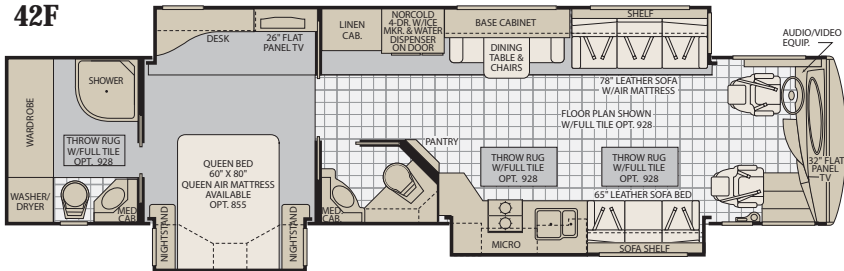 42F
DESK
26" FLAT
PANEL TV
LINEN
CAB.
NORCOLD
4-DR. W/ICE
MKR. & WATER
DISPENSER
ON DOOR
BASE CABINET
SHELF
AUDIO/VIDEO
EQUIP.
DINING
TABLE &
CHAIRS
78" LEATHER SOFA
W/AIR MATTRESS
FLOOR PLAN SHOWN
W/FULL TILE OPT. 928
WARDROBE
SHOWER
THROW RUG
W/FULL TILE
OPT. 928
WASHER/
DRYER
MED.
CAB.
QUEEN BED
60" X 80"
QUEEN AIR MATTRESS
AVAILABLE
OPT. 855
NIGHTSTAND
NIGHTSTAND
MED.
CAB.
PANTRY
THROW RUG
W/FULL TILE
OPT. 928
THROW RUG
W/FULL TILE
OPT. 928
65" LEATHER SOFA BED
MICRO
SOFA SHELF
32" FLAT
PANEL
TV